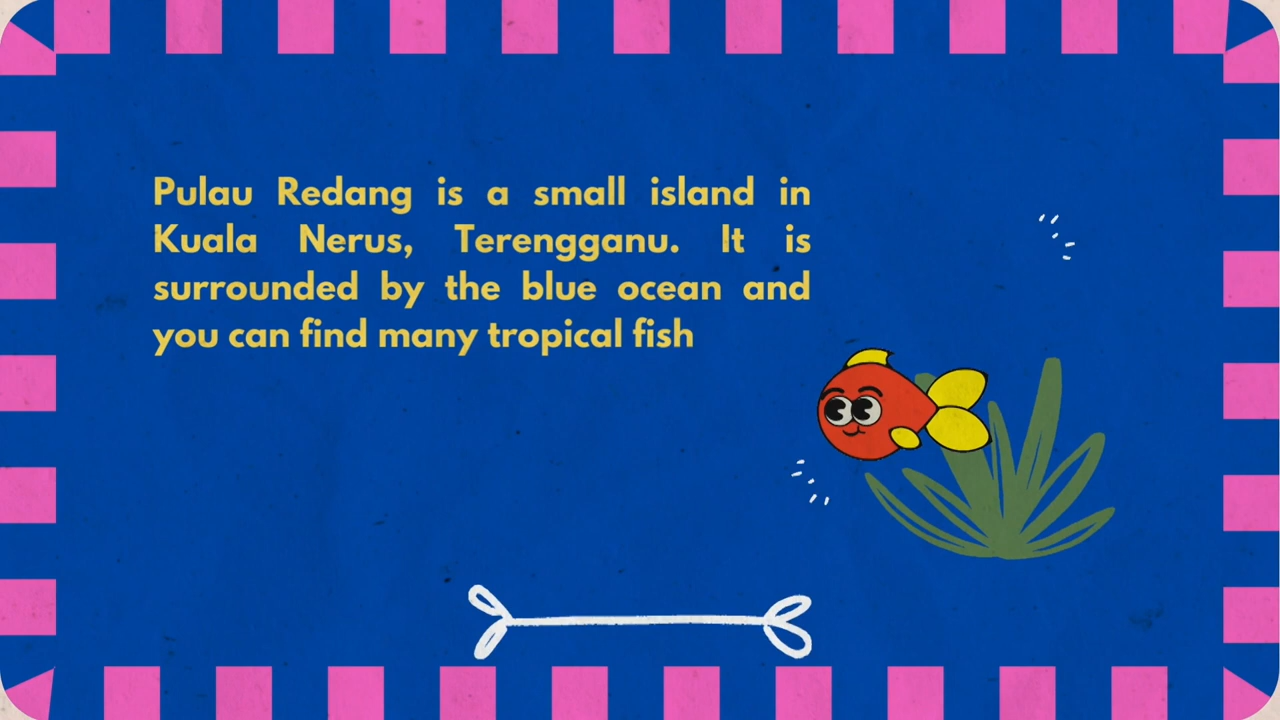 Pulau Redang is a small island in
Kuala Nerus, Terengganu. It is
surrounded by the blue ocean and
you can find many tropical fish